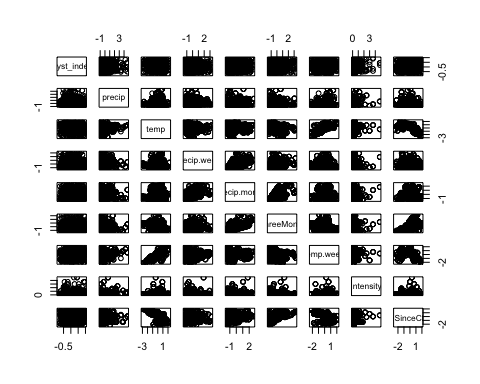 -1 3 -1 2 -1 2 0 3
yst_inde
-0.5
-1
precip
temp
-3
-1
ecip.we
ecip.mor
-1
-1
reeMor
mp.wee
-2
0
ntensity
SinceC
-2
-0.5 -3 1 -1 2 -2 1 -2 1